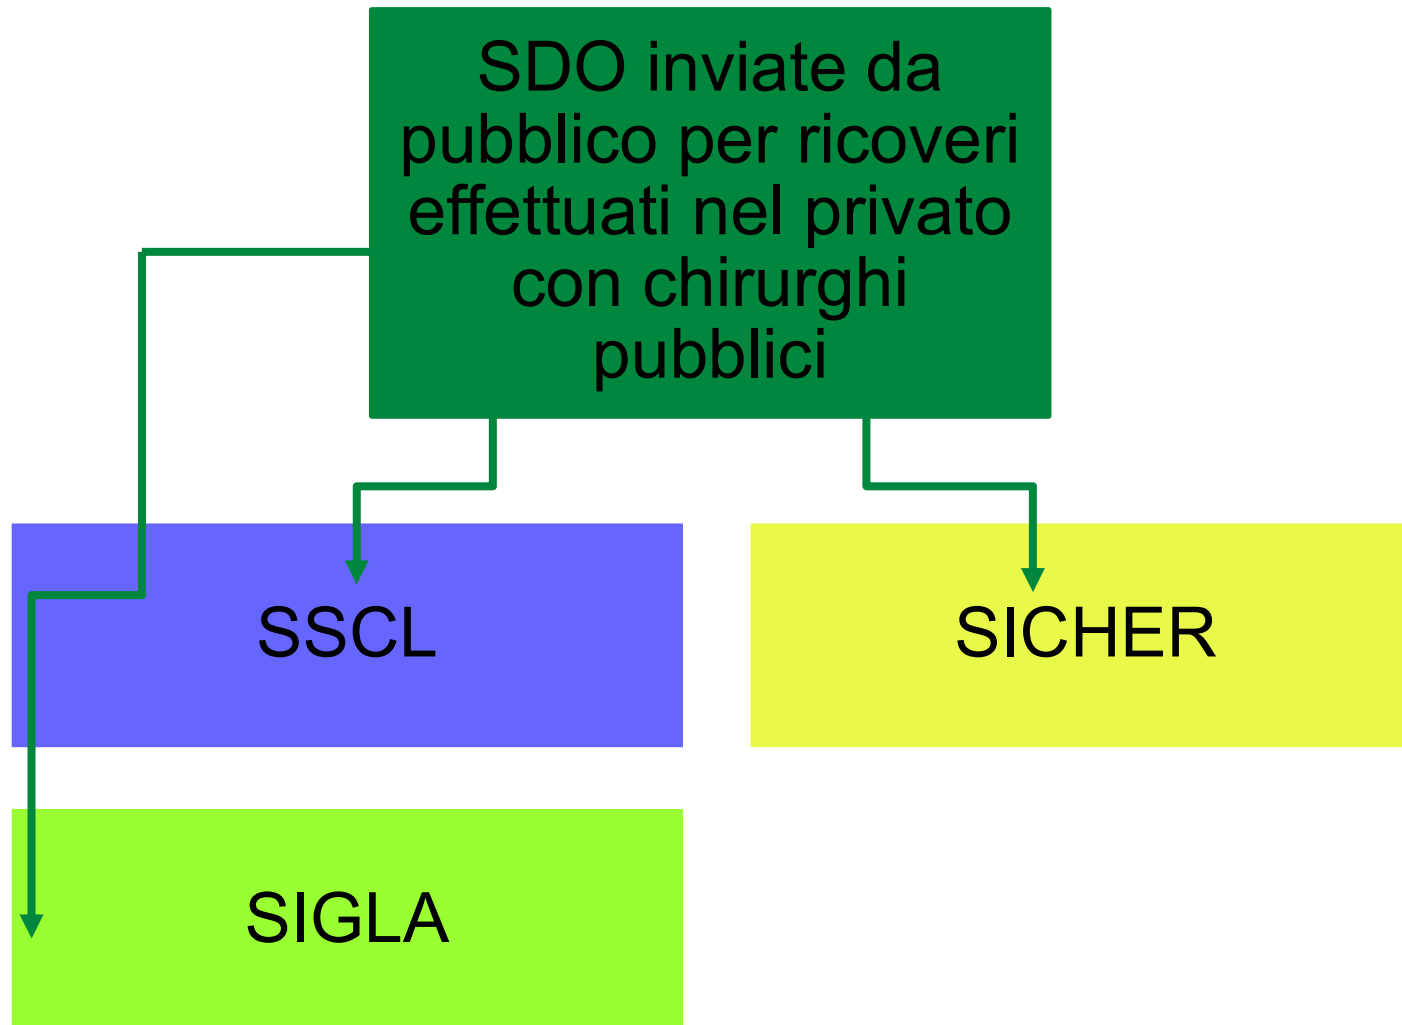 SDO inviate da
pubblico per ricoveri
effettuati nel privato
con chirurghi
pubblici
SSCL
SICHER
SIGLA